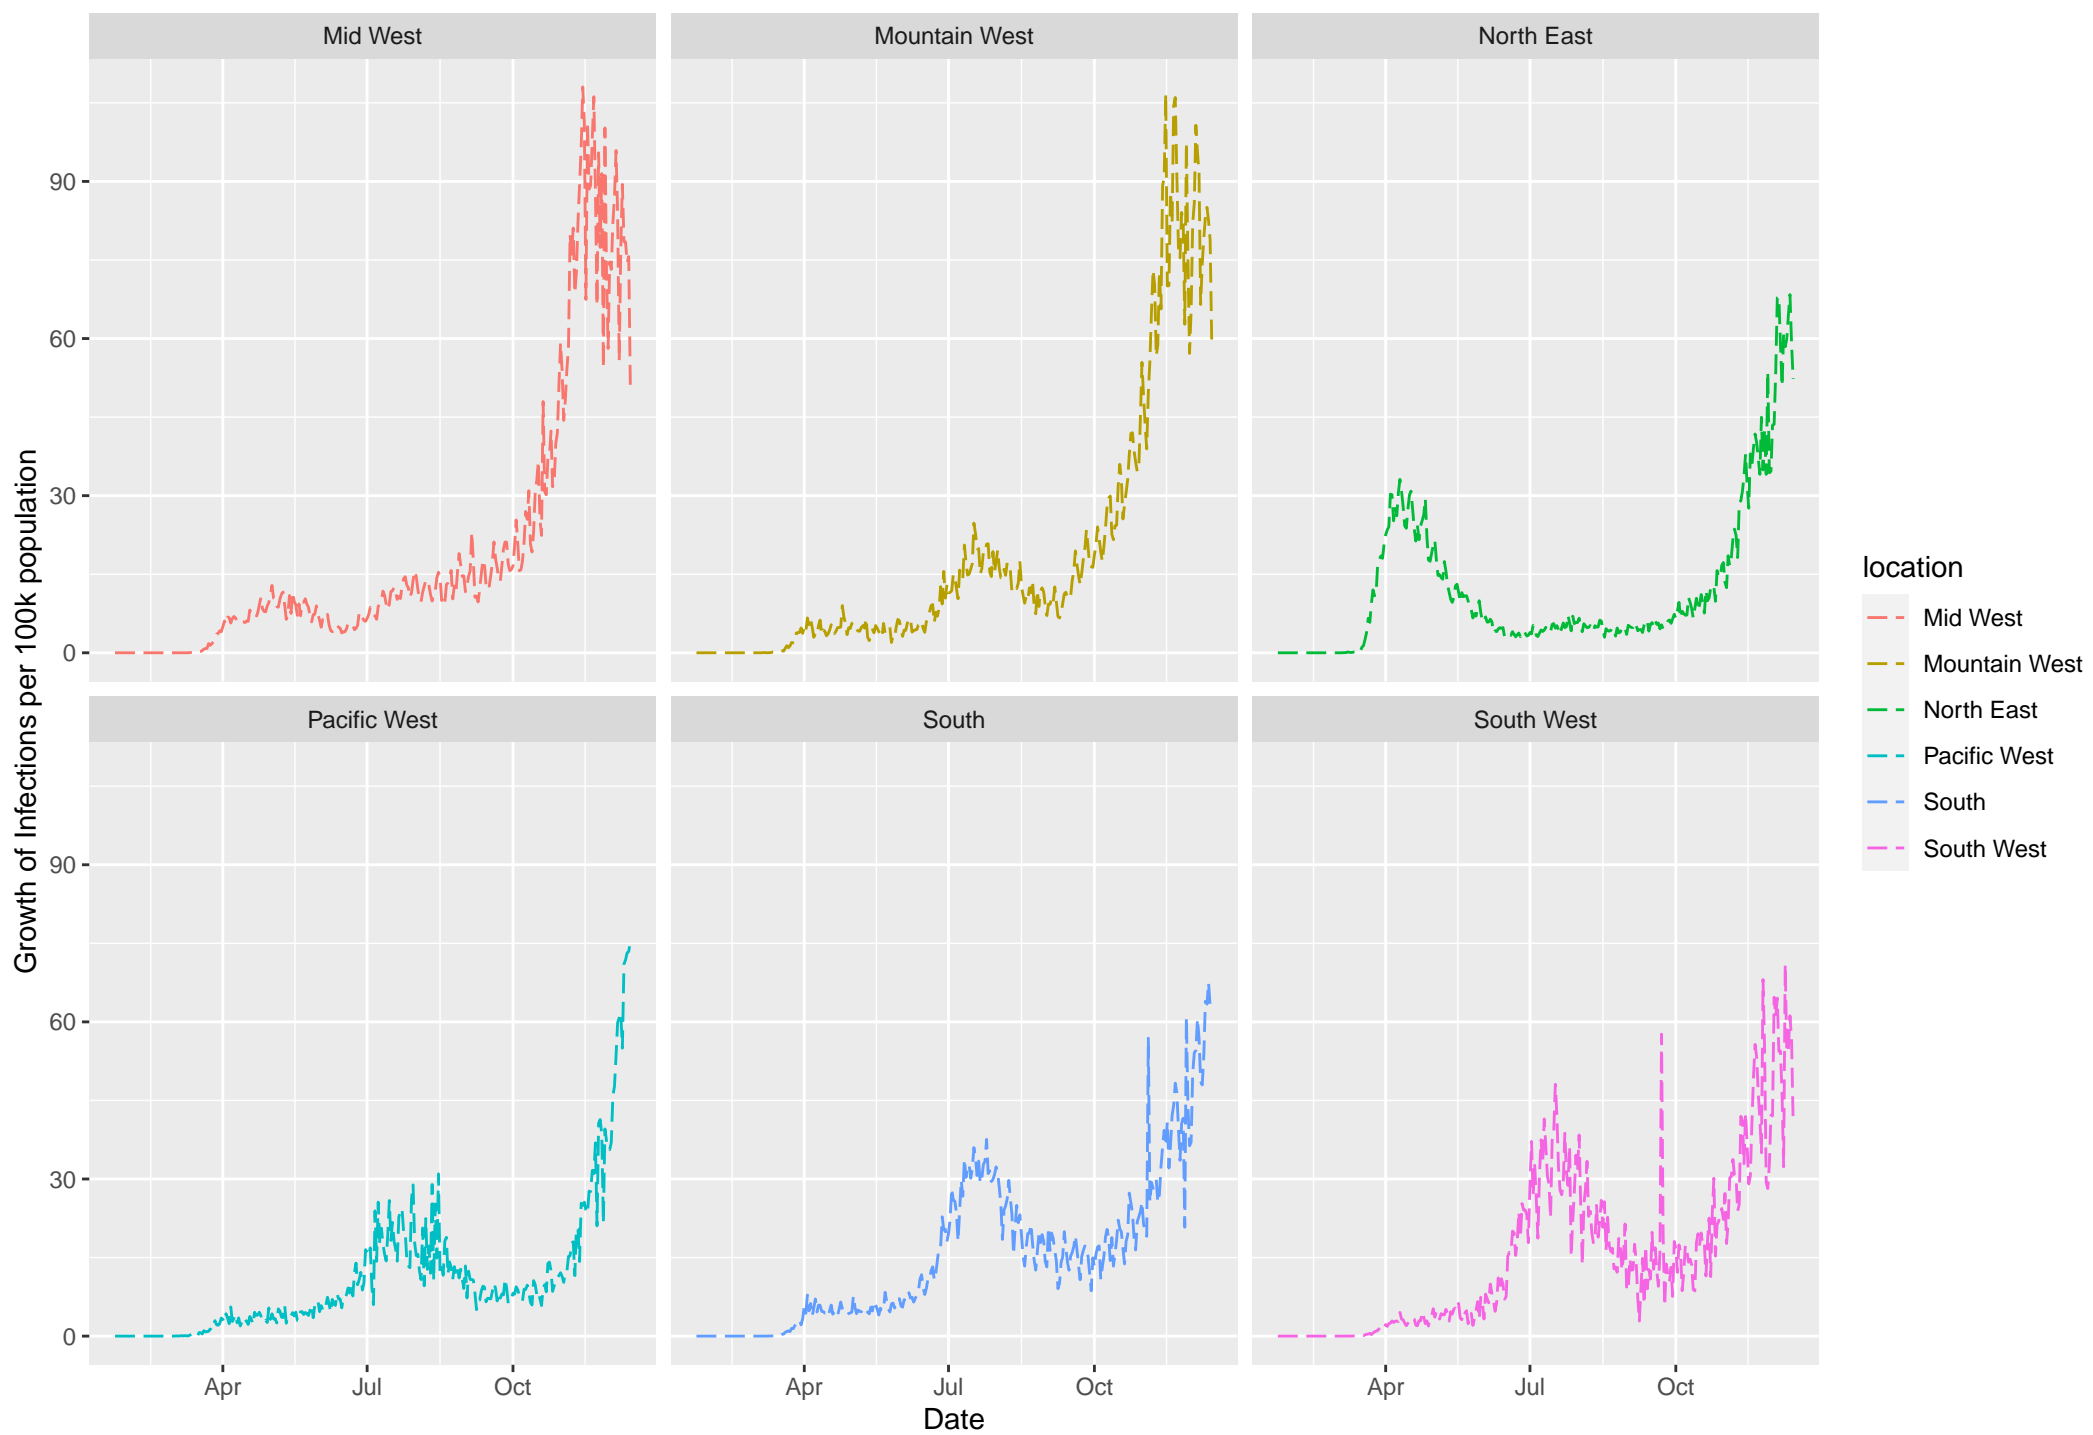 Mid West
Mountain West
North East
90
60
30
0
Pacific West
South
South West
90
60
30
0
Apr
Jul
Oct
Apr
Jul
Oct
Apr
Jul
Oct
Date
Growth of Infections per 100k population
location
Mid West
Mountain West
North East
Pacific West
South
South West